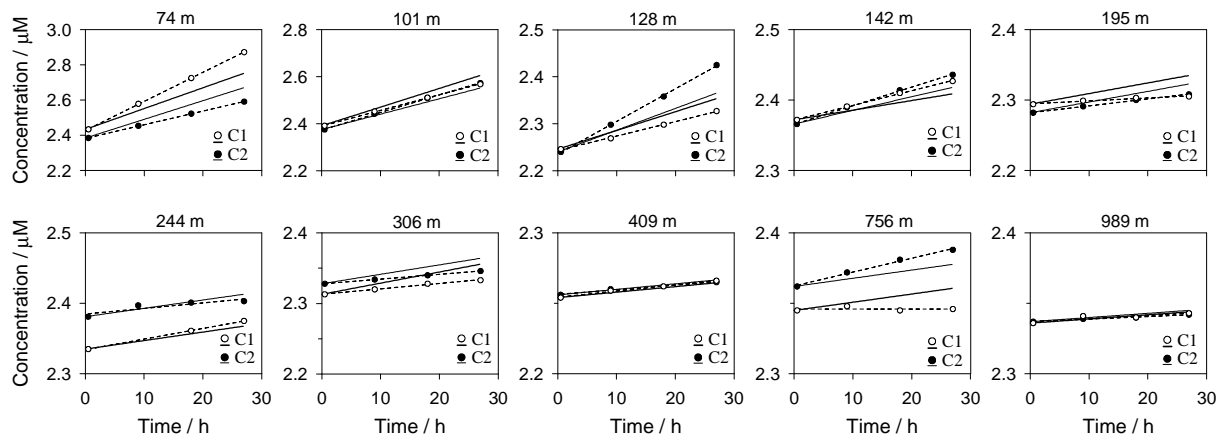 74 m
101 m
128 m
142 m
195 m
Concentration / µM
3.0
2.8
2.6
2.4
2.2
2.8
2.6
2.4
2.2
2.5
2.4
2.3
2.2
2.1
2.5
2.4
2.3
2.4
2.3
2.2
C1
C2
C1
C2
C1
C2
C1
C2
C1
C2
244 m
306 m
409 m
756 m
989 m
Concentration / µM
2.5
2.4
2.3
2.4
2.3
2.2
2.4
2.3
2.2
2.4
2.3
2.4
2.3
C1
C2
C1
C2
C1
C2
C1
C2
C1
C2
0 10 20 30
0 10 20 30
0 10 20 30
0 10 20 30
0 10 20 30
Time / h
Time / h
Time / h
Time / h
Time / h